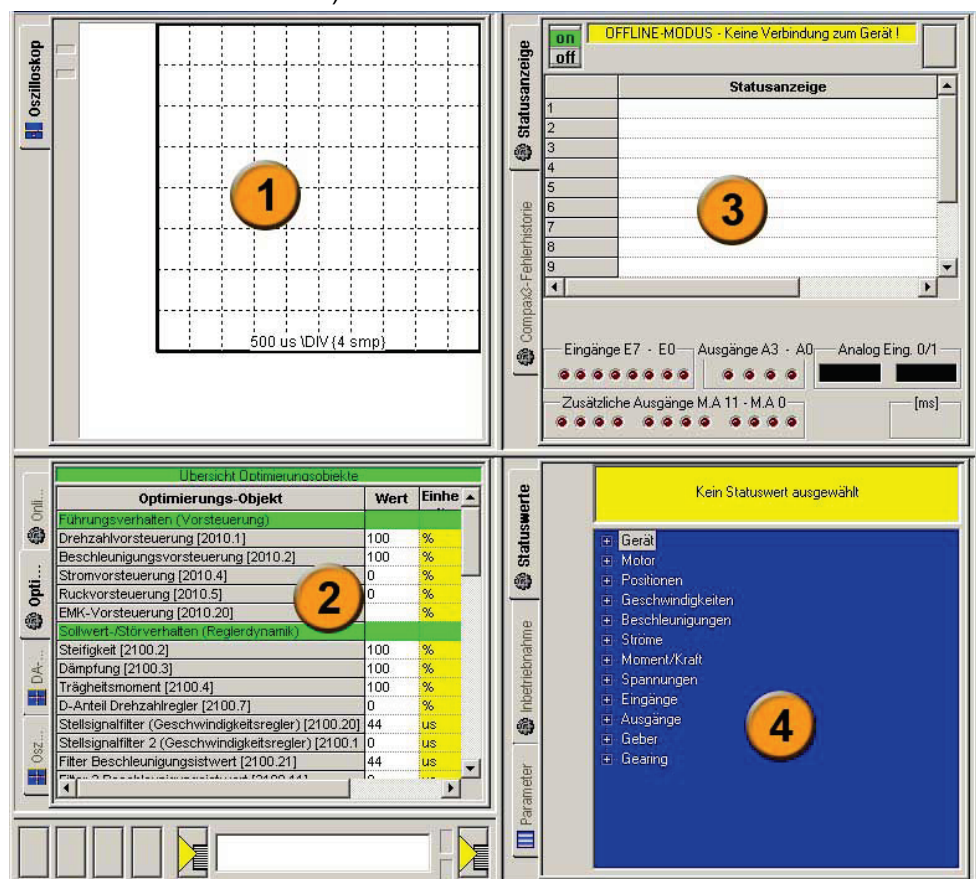 Oszilloskop
1
500 us \DIV {4 smp}
Statusanzeige
Compax3-Fehlerhistorie
on
off
OFFLINE-MODUS - Keine Verbindung zum Gerät !
Statusanzeige
1
2
3
4
5
6
7
8
9
3
Eingänge E7 - E0
Ausgänge A3 - A0
Analog Eing. 0/1
Zusätzliche Ausgänge M.A 11 - M.A 0
[ms]
Onli...
Opti...
DA-...
Osz...
Übersicht Optimierungsobjekte
Optimierungs-Objekt Wert Einhe
Führungsverhalten (Vorsteuerung)
Drehzahlvorsteuerung [2010.1] 100 %
Beschleunigungsvorsteuerung [2010.2] 100 %
Stromvorsteuerung [2010.4] 0 %
Ruckvorsteuerung [2010.5] 0 %
EMK-Vorsteuerung [2010.20] %
2
Sollwert-/Störverhalten (Reglerdynamik)
Steifigkeit [2100.2] 100 %
Dämpfung [2100.3] 100 %
Trägheitsmoment [2100.4] 100 %
D-Anteil Drehzahlregler [2100.7] 0 %
Stellsignalfilter (Geschwindigkeitsregler) [2100.20] 44 us
Stellsignalfilter 2 (Geschwindigkeitsregler) [2100.1 0 us
Filter Beschleunigungsistwert [2100.21] 44 us
Filter 2 Beschleunigungsistwert
Statuswerte
Inbetriebnahme
Parameter
Kein Statuswert ausgewählt
Gerät
Motor
Positionen
Geschwindigkeiten
Beschleunigungen
Ströme
Moment/Kraft
Spannungen
Eingänge
Ausgänge
Geber
Gearing
4